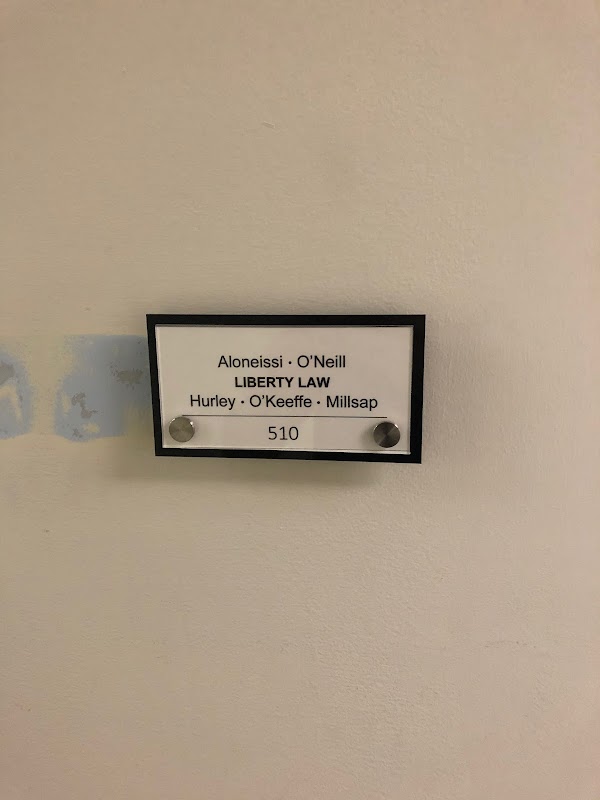 Aloneissi · O'Neill
LIBERTY LAW
Hurley · O'Keeffe · Millsap
510